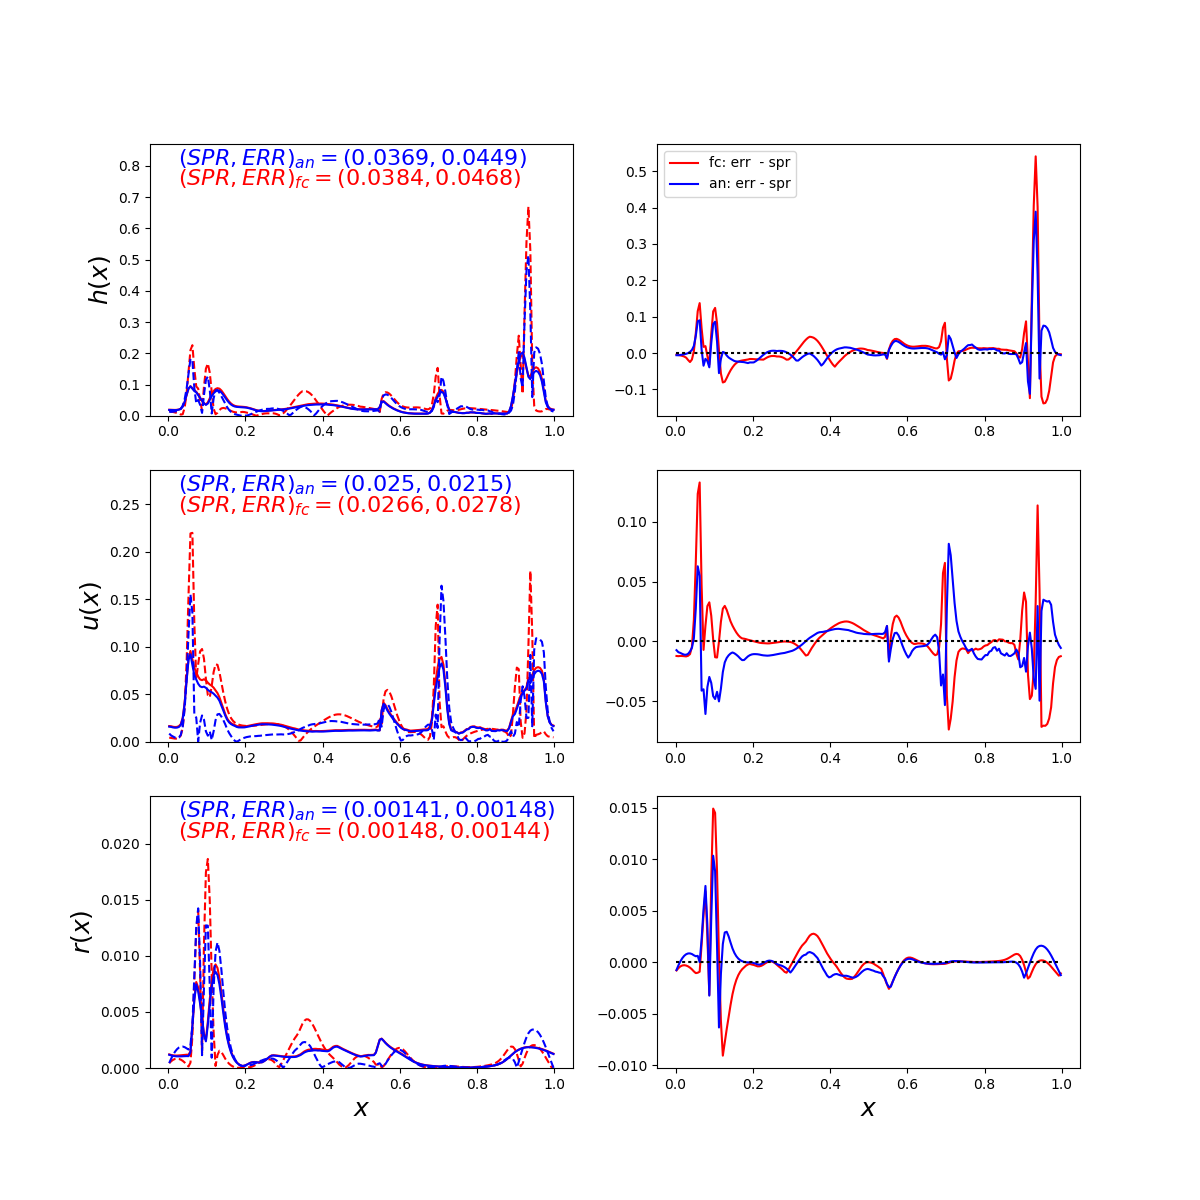 (SPR, ERR)an = (0.0369, 0.0449)
(SPR, ERR)fc = (0.0384, 0.0468)
h(x)
0.8
0.7
0.6
0.5
0.4
0.3
0.2
0.1
0.0
0.0 0.2 0.4 0.6 0.8 1.0
fc: err - spr
an: err - spr
0.5
0.4
0.3
0.2
0.1
0.0
−0.1
0.0 0.2 0.4 0.6 0.8 1.0
(SPR, ERR)an = (0.025, 0.0215)
(SPR, ERR)fc = (0.0266, 0.0278)
u(x)
0.25
0.20
0.15
0.10
0.05
0.00
0.0 0.2 0.4 0.6 0.8 1.0
0.10
0.05
0.00
−0.05
0.0 0.2 0.4 0.6 0.8 1.0
(SPR, ERR)an = (0.00141, 0.00148)
(SPR, ERR)fc = (0.00148, 0.00144)
r(x)
0.020
0.015
0.010
0.005
0.000
0.0 0.2 0.4 0.6 0.8 1.0
x
0.015
0.010
0.005
0.000
−0.005
−0.010
0.0 0.2 0.4 0.6 0.8 1.0
x